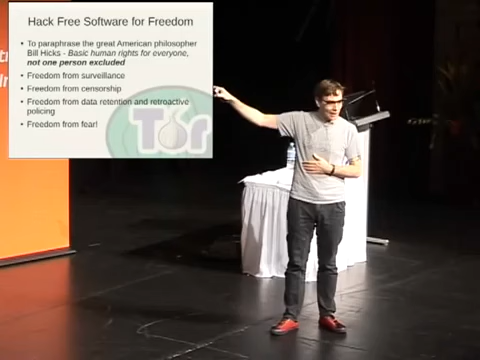 Hack Free Software for Freedom
• To paraphrase the great American philosopher
Bill Hicks - Basic human rights for everyone,
not one person excluded
• Freedom from surveillance
• Freedom from censorship
• Freedom from data retention and retroactive
policing
• Freedom from fear!
Tor